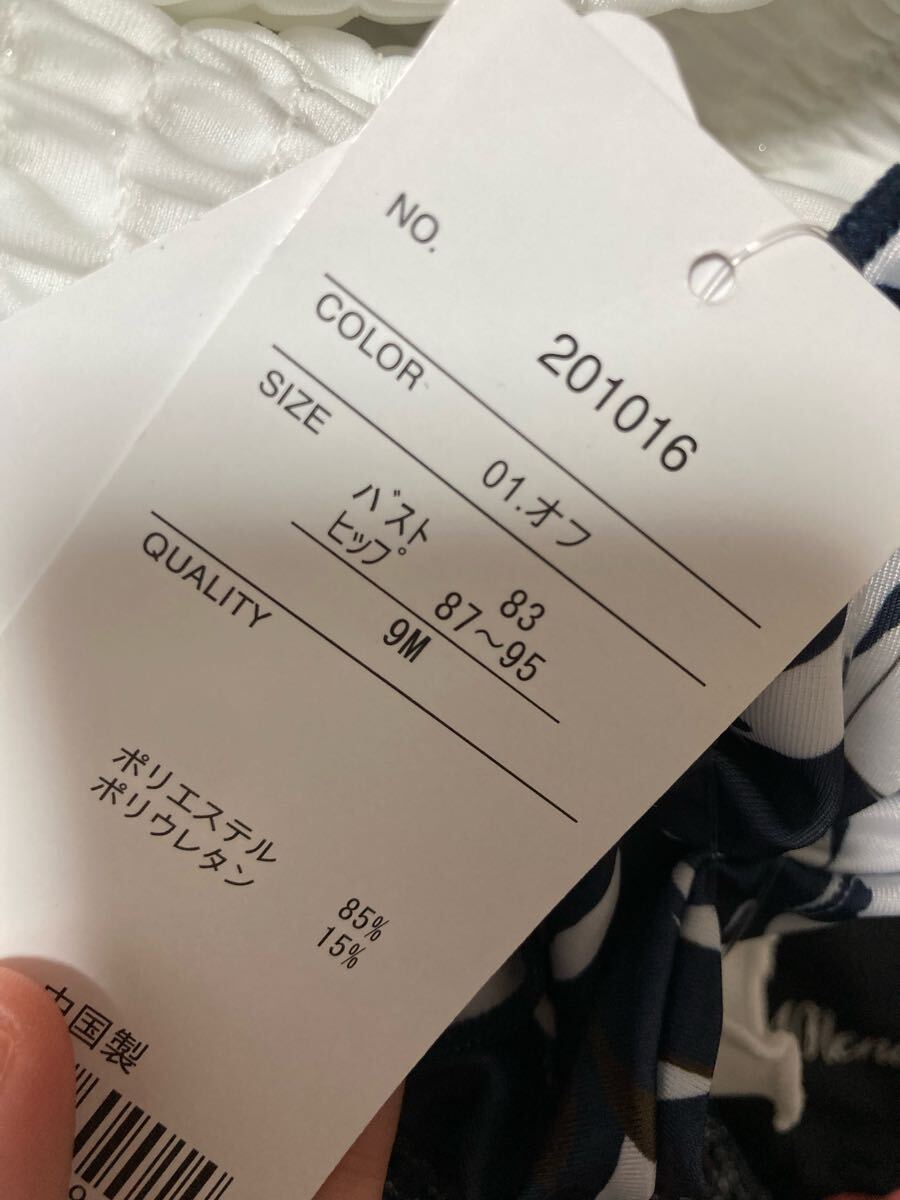 NO.
201016
COLOR
01.オフ
SIZE
バスト 83
ヒップ 87〜95
9M
QUALITY
ポリエステル 85%
ポリウレタン 15%
中国製